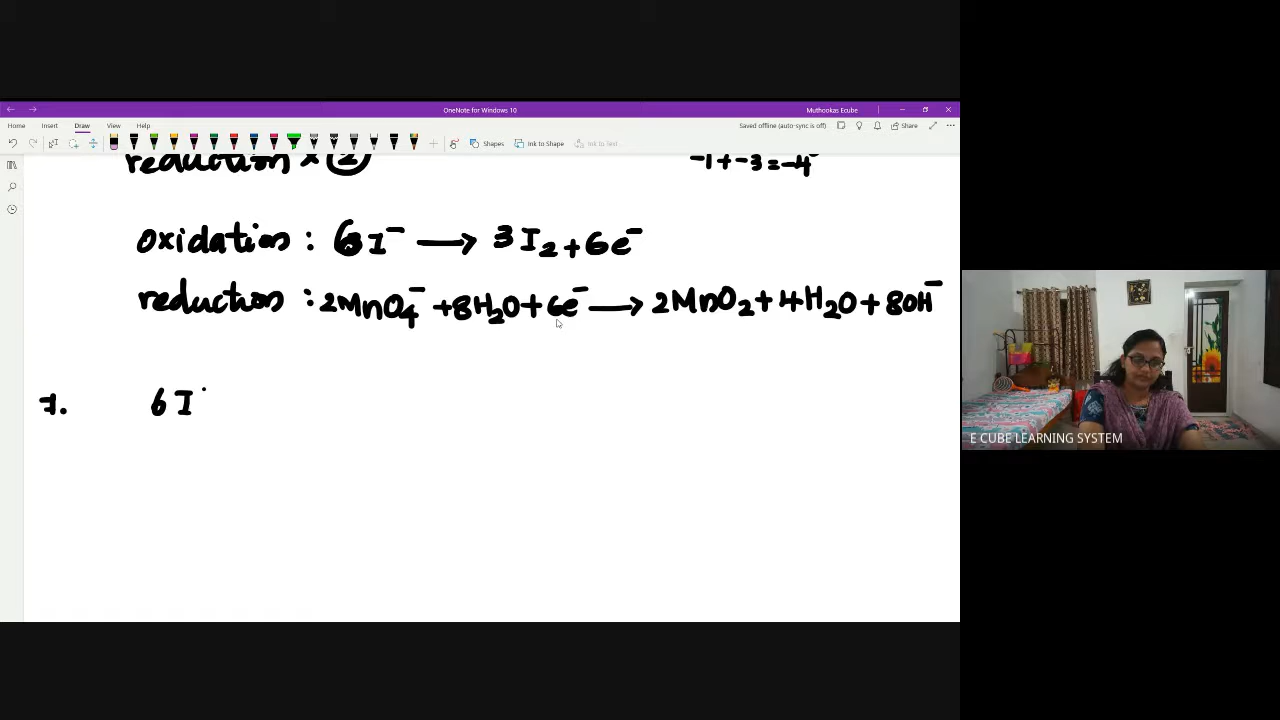 OneNote for Windows 10
Muthookas Ecube
Home Insert Draw View Help
Saved offline (auto-sync is off)
Share
Shapes
Ink to Shape
Ink to Text
reduction × ②
-1 + -3 = -4
oxidation : 6I⁻ → 3I₂ + 6e⁻
reduction : 2MnO₄⁻ + 8H₂O + 6e⁻ → 2MnO₂ + 4H₂O + 8OH⁻
7. 6I
E CUBE LEARNING SYSTEM